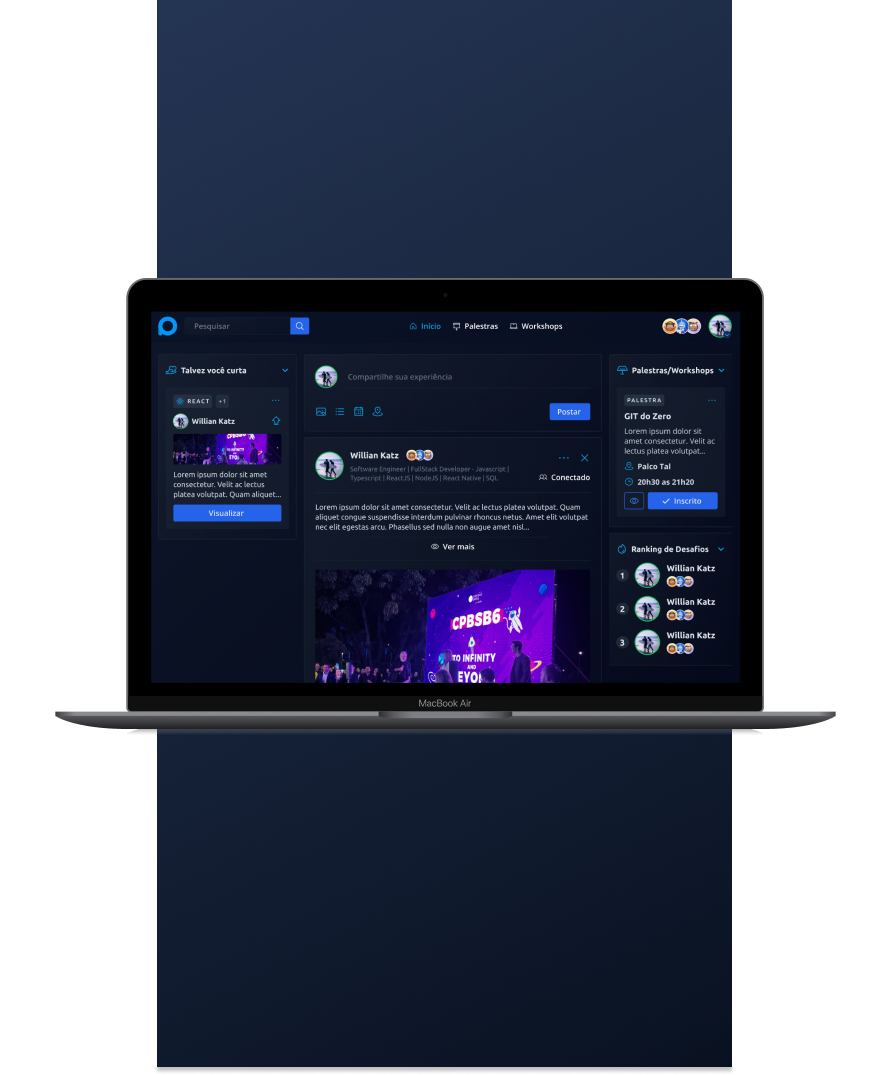 Pesquisar
Início
Palestras
Workshops
Talvez você curta
REACT
+1
Willian Katz
CPBSB6
Lorem ipsum dolor sit amet
consectetur. Velit ac lectus
platea volutpat. Quam aliquet...
Visualizar
Compartilhe sua experiência
Postar
Willian Katz
Software Engineer | FullStack Developer - Javascript |
Typescript | ReactJS | NodeJS | React Native | SQL
Conectado
Lorem ipsum dolor sit amet consectetur. Velit ac lectus platea volutpat. Quam
aliquet congue suspendisse interdum pulvinar rhoncus netus. Amet elit volutpat
nec elit egestas arcu. Phasellus sed nulla non augue amet nisl...
Ver mais
CPBSB6
TO INFINITY
AND
Palestras/Workshops
PALESTRA
GIT do Zero
Lorem ipsum dolor sit
amet consectetur. Velit ac
lectus platea volutpat...
Palco Tal
20h30 as 21h20
Inscrito
Ranking de Desafios
1
Willian Katz
2
Willian Katz
3
Willian Katz
MacBook Air